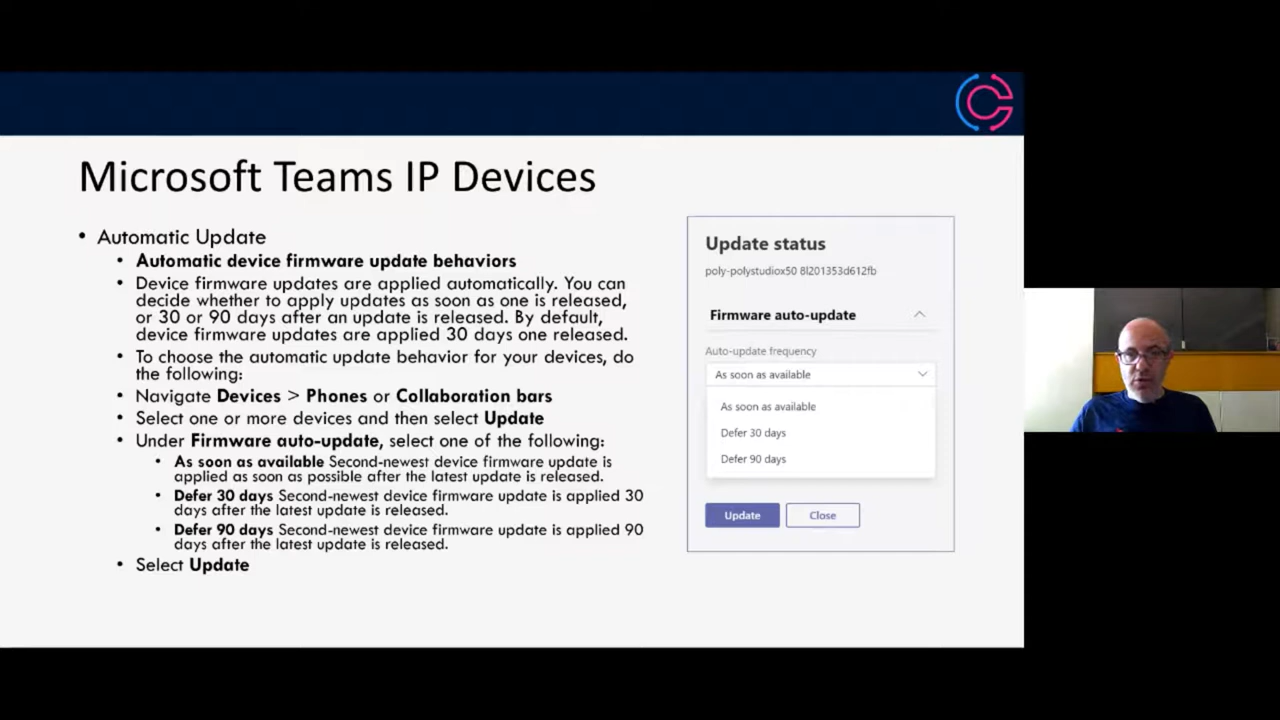 Microsoft Teams IP Devices
• Automatic Update
• Automatic device firmware update behaviors
• Device firmware updates are applied automatically. You can
decide whether to apply updates as soon as one is released,
or 30 or 90 days after an update is released. By default,
device firmware updates are applied 30 days one released.
• To choose the automatic update behavior for your devices, do
the following:
• Navigate Devices > Phones or Collaboration bars
• Select one or more devices and then select Update
• Under Firmware auto-update, select one of the following:
• As soon as available Second-newest device firmware update is
applied as soon as possible after the latest update is released.
• Defer 30 days Second-newest device firmware update is applied 30
days after the latest update is released.
• Defer 90 days Second-newest device firmware update is applied 90
days after the latest update is released.
• Select Update
Update status
poly-polystudiox50 8l201353d612fb
Firmware auto-update
Auto-update frequency
As soon as available
As soon as available
Defer 30 days
Defer 90 days
Update Close